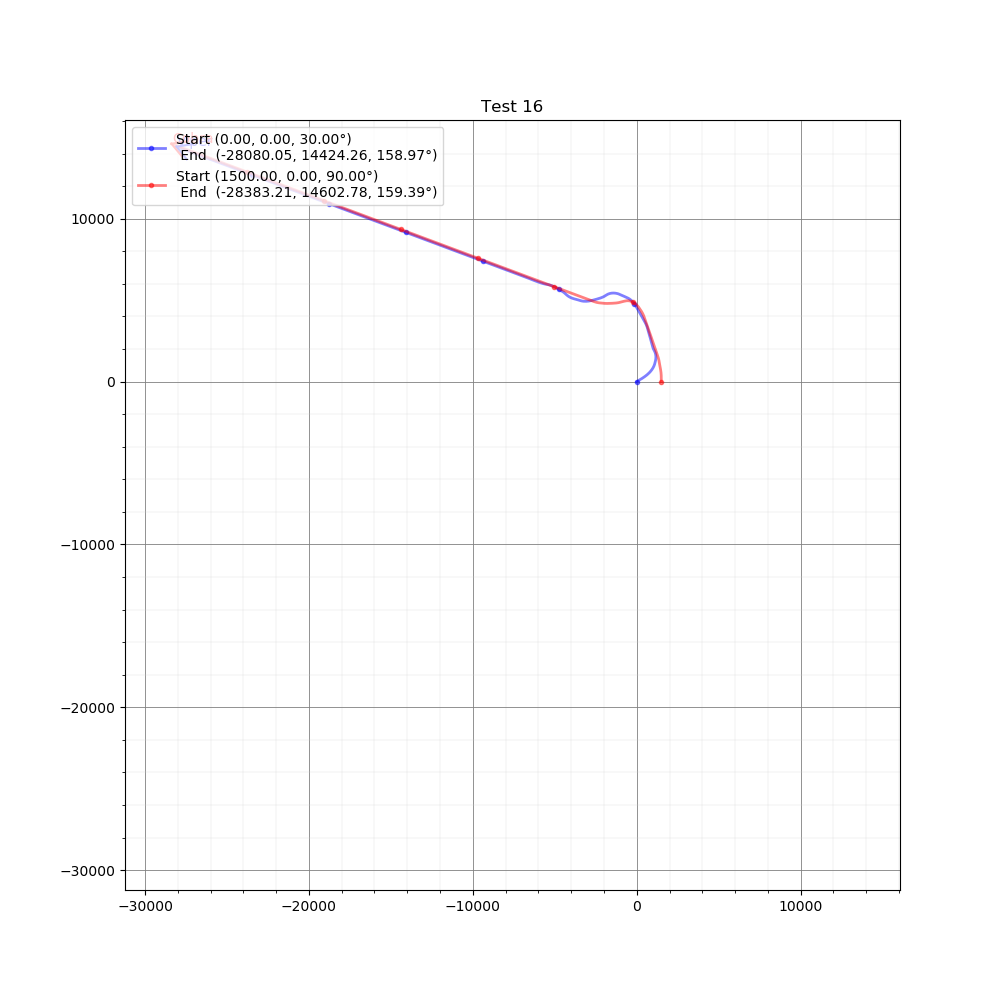 Test 16
Start (0.00, 0.00, 30.00°)
End (-28080.05, 14424.26, 158.97°)
Start (1500.00, 0.00, 90.00°)
End (-28383.21, 14602.78, 159.39°)
10000
0
−10000
−20000
−30000
−30000
−20000
−10000
0
10000